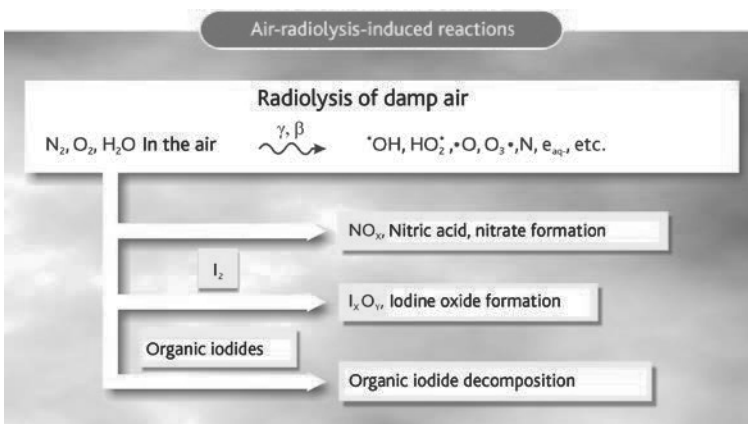 Air-radiolysis-induced reactions
Radiolysis of damp air
N₂, O₂, H₂O In the air γ, β •OH, HO₂•, •O, O₃•, N, eaq-, etc.
NOₓ, Nitric acid, nitrate formation
I₂
IₓOᵧ, Iodine oxide formation
Organic iodides
Organic iodide decomposition